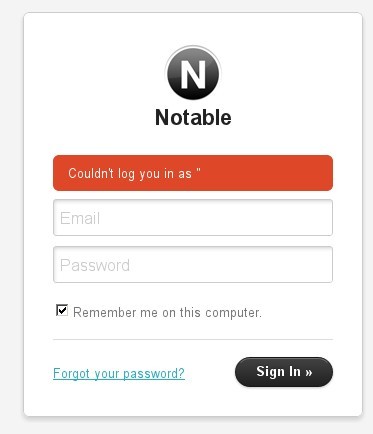 N
Notable
Couldn't log you in as ''
Email
Password
Remember me on this computer.
Forgot your password?
Sign In »